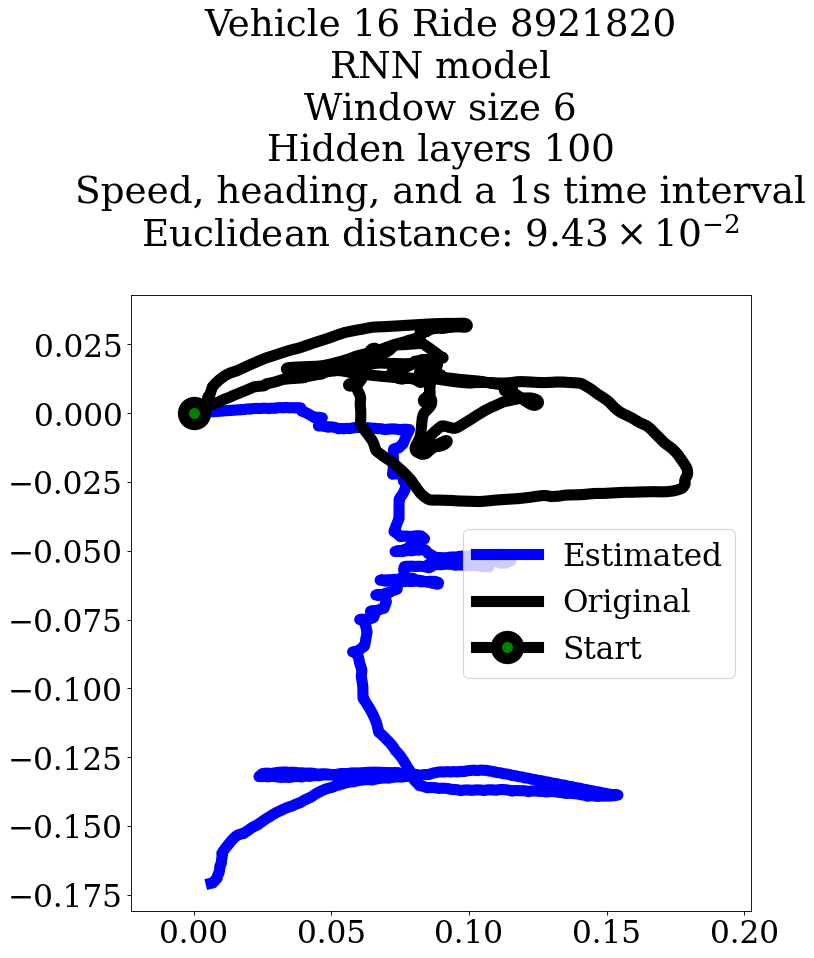 Vehicle 16 Ride 8921820
RNN model
Window size 6
Hidden layers 100
Speed, heading, and a 1s time interval
Euclidean distance: 9.43 × 10⁻²
0.025
0.000
−0.025
−0.050
−0.075
−0.100
−0.125
−0.150
−0.175
Estimated
Original
Start
0.00 0.05 0.10 0.15 0.20